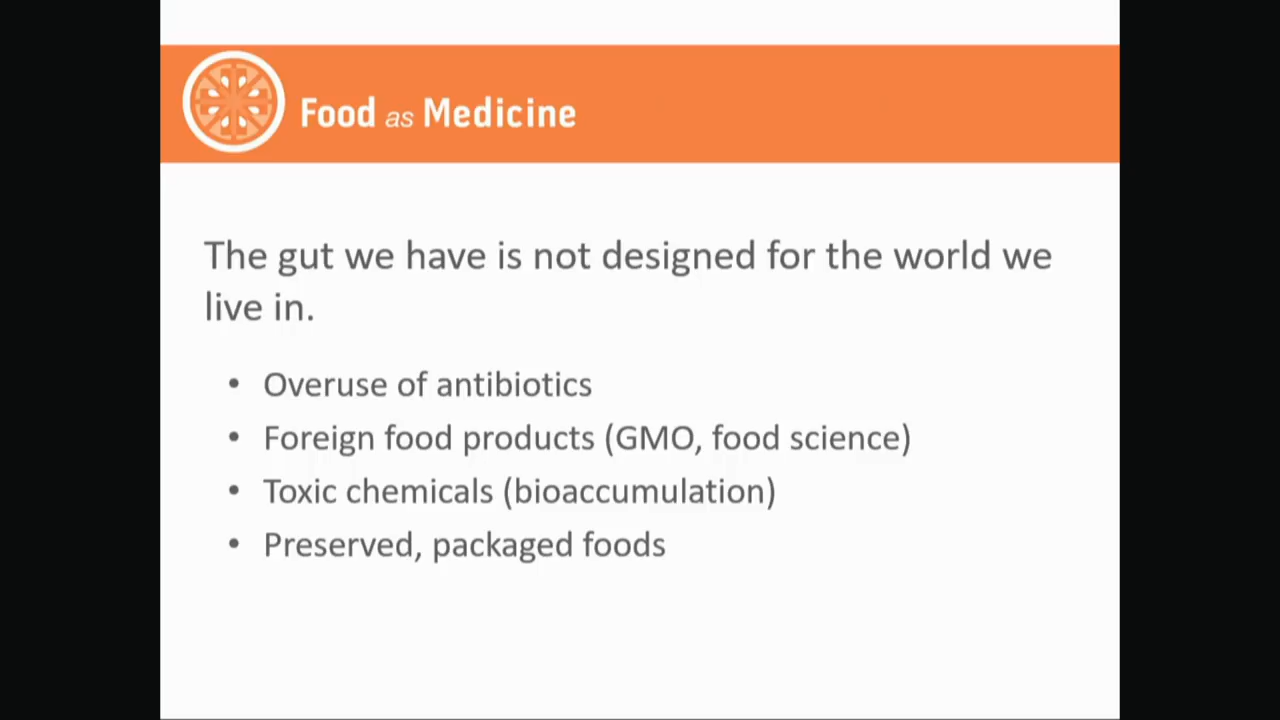 Food as Medicine
The gut we have is not designed for the world we
live in.
• Overuse of antibiotics
• Foreign food products (GMO, food science)
• Toxic chemicals (bioaccumulation)
• Preserved, packaged foods